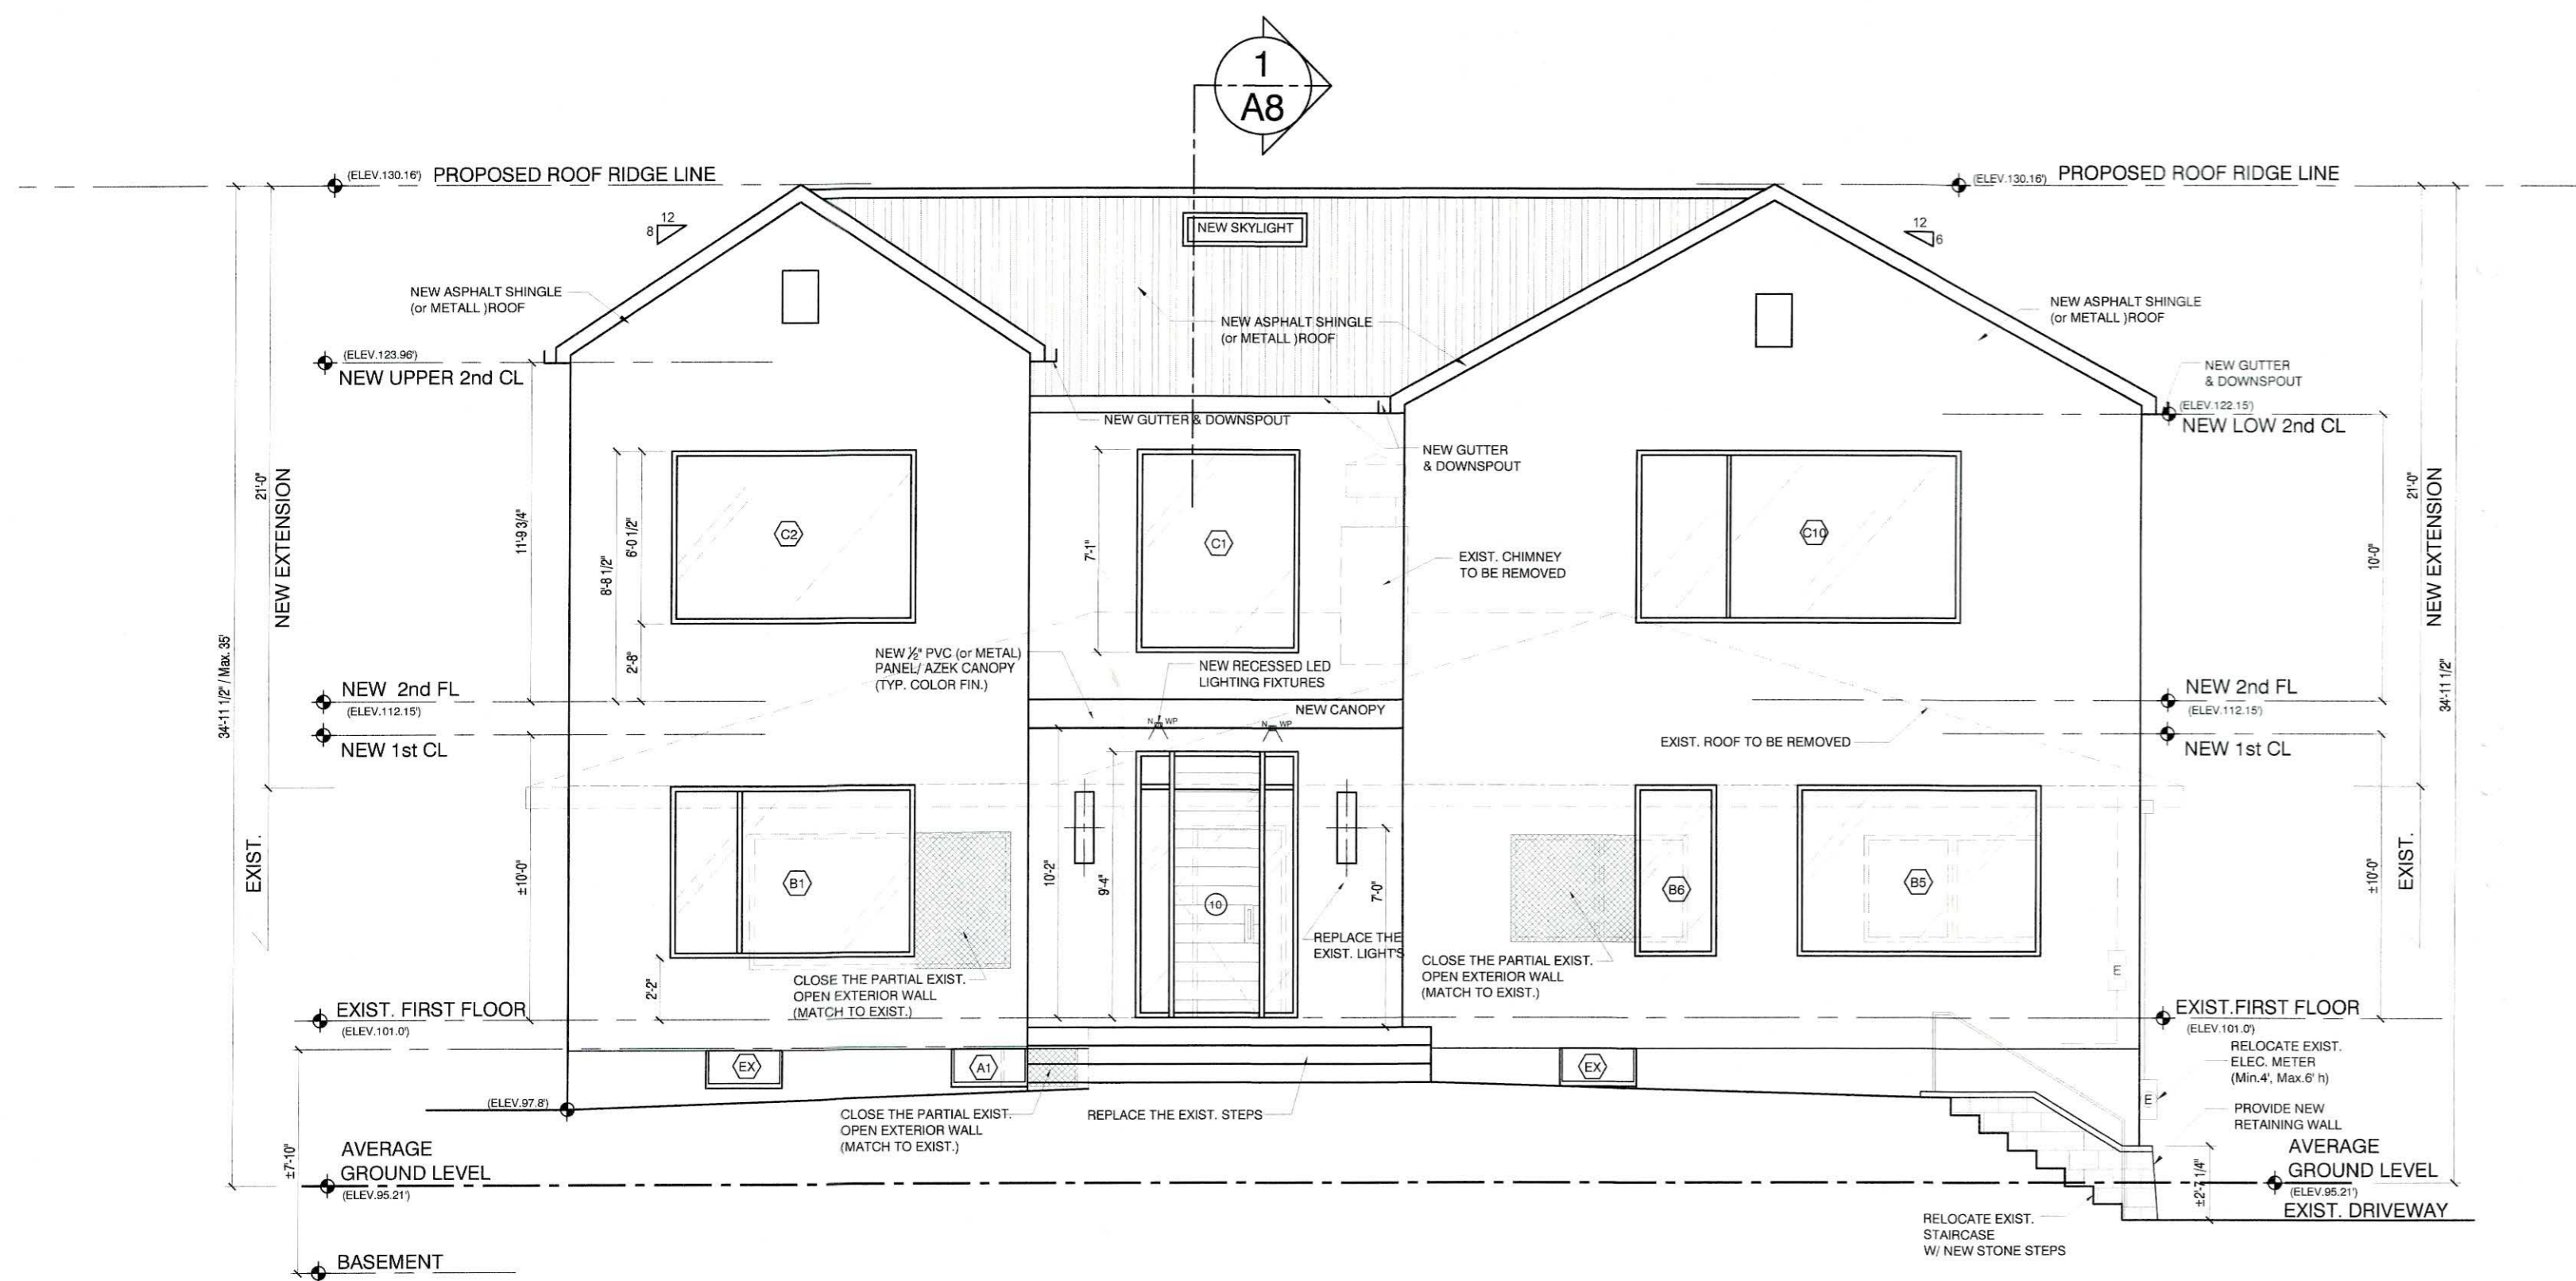 1
A8
(ELEV.130.16') PROPOSED ROOF RIDGE LINE
(ELEV.130.16') PROPOSED ROOF RIDGE LINE
12
8
NEW SKYLIGHT
12
6
NEW ASPHALT SHINGLE
(or METALL )ROOF
NEW ASPHALT SHINGLE
(or METALL )ROOF
NEW ASPHALT SHINGLE
(or METALL )ROOF
(ELEV.123.96')
NEW UPPER 2nd CL
NEW GUTTER
& DOWNSPOUT
(ELEV.122.15')
NEW LOW 2nd CL
NEW GUTTER & DOWNSPOUT
NEW GUTTER
& DOWNSPOUT
21'-0"
NEW EXTENSION
34'-11 1/2" / Max. 35'
11'-9 3/4"
8'-8 1/2"
6'-0 1/2"
2'-8"
C2
7'-1"
C1
EXIST. CHIMNEY
TO BE REMOVED
C10
10'-0"
21'-0"
NEW EXTENSION
34'-11 1/2"
NEW ½" PVC (or METAL)
PANEL/ AZEK CANOPY
(TYP. COLOR FIN.)
NEW RECESSED LED
LIGHTING FIXTURES
NEW 2nd FL
(ELEV.112.15')
NEW 1st CL
NEW CANOPY
N WP
N WP
EXIST. ROOF TO BE REMOVED
NEW 2nd FL
(ELEV.112.15')
NEW 1st CL
EXIST.
±10'-0"
B1
2'-2"
10'-2"
9'-4"
10
7'-0"
B6
B5
±10'-0"
EXIST.
REPLACE THE
EXIST. LIGHTS
CLOSE THE PARTIAL EXIST.
OPEN EXTERIOR WALL
(MATCH TO EXIST.)
CLOSE THE PARTIAL EXIST.
OPEN EXTERIOR WALL
(MATCH TO EXIST.)
E
EXIST. FIRST FLOOR
(ELEV.101.0')
EXIST.FIRST FLOOR
(ELEV.101.0')
EX
A1
EX
RELOCATE EXIST.
ELEC. METER
(Min.4', Max.6' h)
E
(ELEV.97.8')
CLOSE THE PARTIAL EXIST.
OPEN EXTERIOR WALL
(MATCH TO EXIST.)
REPLACE THE EXIST. STEPS
PROVIDE NEW
RETAINING WALL
±7'-10"
AVERAGE
GROUND LEVEL
(ELEV.95.21')
±2'-7 1/4"
AVERAGE
GROUND LEVEL
(ELEV.95.21')
EXIST. DRIVEWAY
RELOCATE EXIST.
STAIRCASE
W/ NEW STONE STEPS
BASEMENT